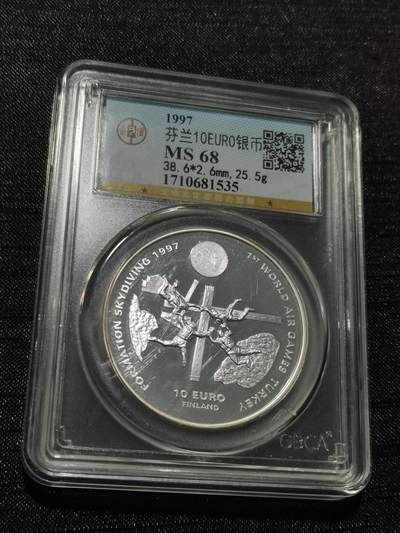 1997
芬兰10EURO银币
MS 68
38.6*2.6mm,25.5g
1710681535
FORMATION SKYDIVING 1997
1ST WORLD AIR GAMES TURKEY
10 EURO
FINLAND
GBCA